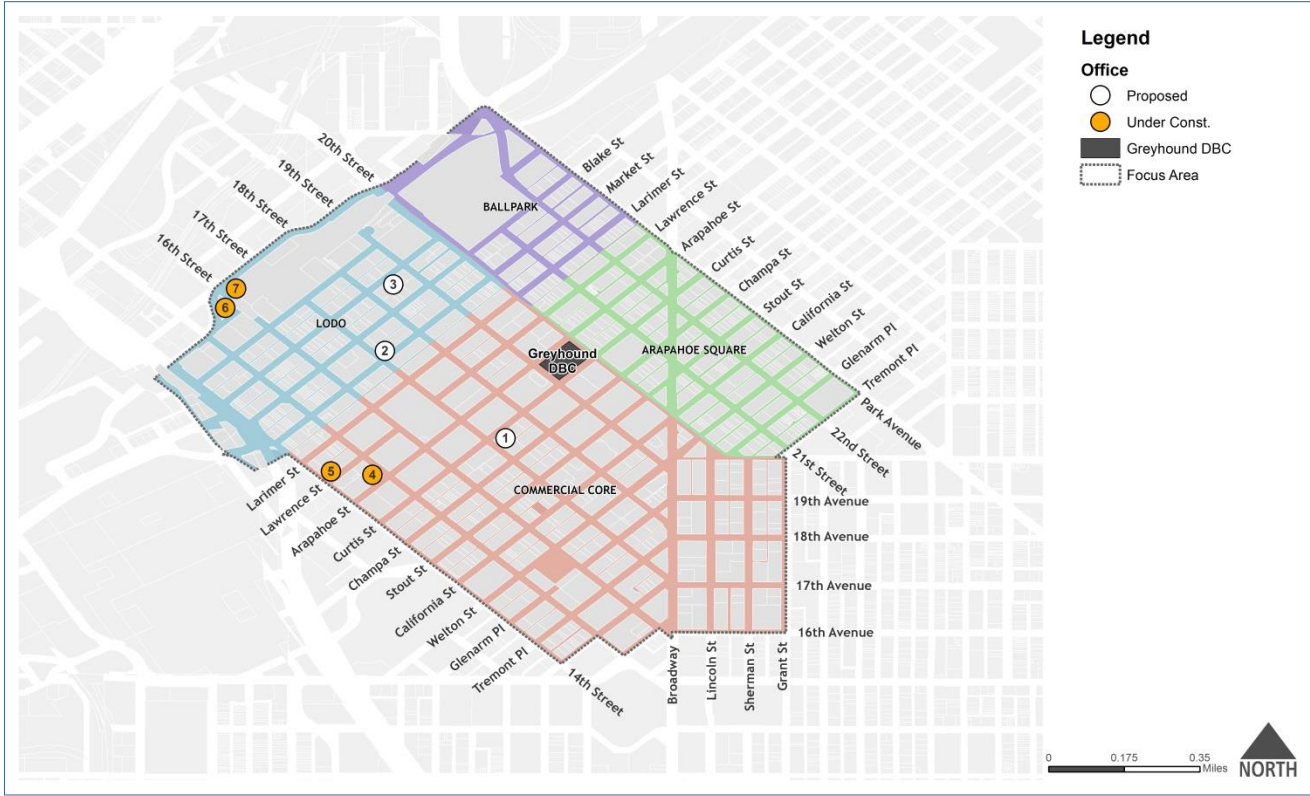 Legend
Office
Proposed
Under Const.
Greyhound DBC
Focus Area
20th Street
19th Street
18th Street
17th Street
16th Street
Blake St
Market St
Larimer St
Lawrence St
Arapahoe St
Curtis St
Champa St
Stout St
California St
Welton St
Glenarm Pl
Tremont Pl
Park Avenue
22nd Street
21st Street
19th Avenue
18th Avenue
17th Avenue
16th Avenue
BALLPARK
LODO
ARAPAHOE SQUARE
COMMERCIAL CORE
Greyhound
DBC
7
6
3
2
1
5
4
Larimer St
Lawrence St
Arapahoe St
Curtis St
Champa St
Stout St
California St
Welton St
Glenarm Pl
Tremont Pl
14th Street
Broadway
Lincoln St
Sherman St
Grant St
0 0.175 0.35
Miles
NORTH